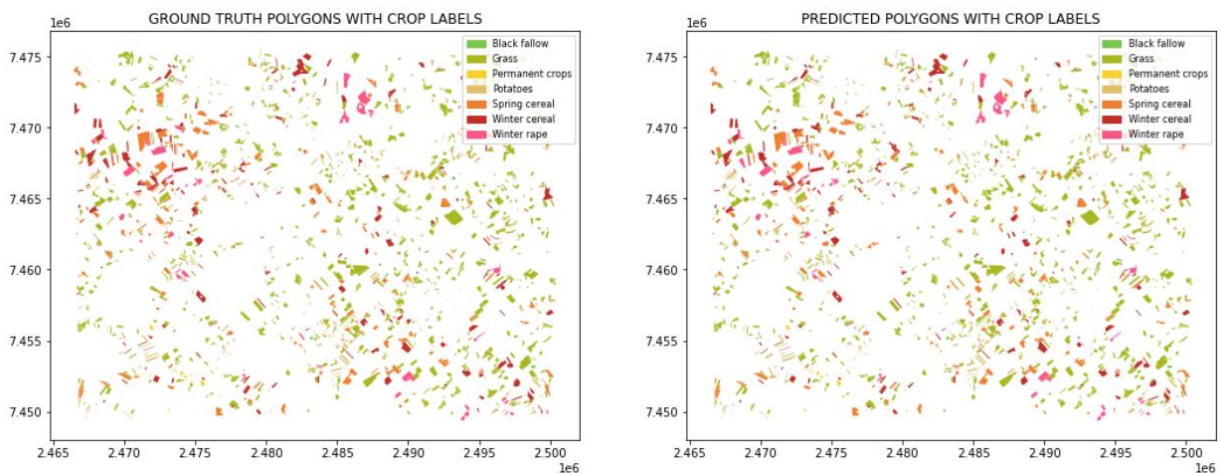 GROUND TRUTH POLYGONS WITH CROP LABELS
1e6
7.475
7.470
7.465
7.460
7.455
7.450
Black fallow
Grass
Permanent crops
Potatoes
Spring cereal
Winter cereal
Winter rape
2.465 2.470 2.475 2.480 2.485 2.490 2.495 2.500
1e6
PREDICTED POLYGONS WITH CROP LABELS
1e6
7.475
7.470
7.465
7.460
7.455
7.450
Black fallow
Grass
Permanent crops
Potatoes
Spring cereal
Winter cereal
Winter rape
2.465 2.470 2.475 2.480 2.485 2.490 2.495 2.500
1e6